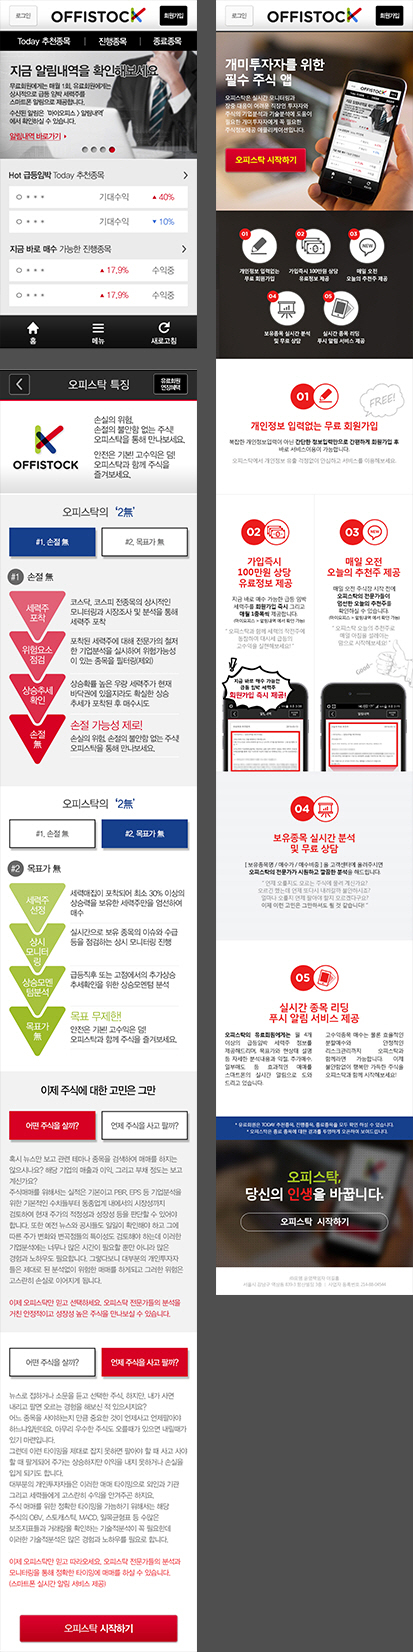 로그인
OFFISTOCK
회원가입
Today 추천종목
진행종목
종료종목
지금 알림내역을 확인해보세요
무료회원에게는 매월 1회, 유료회원에게는
상시적으로 급등 임박 세력주를
스마트폰 알림으로 제공합니다.
수신된 알림은 '마이오피스 > 알림내역'
에서 확인하실 수 있습니다.
알림내역 바로가기
Hot 급등임박 Today 추천종목
기대수익
40%
기대수익
10%
지금 바로 매수 가능한 진행종목
17,9%
수익중
17,9%
수익중
홈
메뉴
새로고침
오피스탁 특징
손실의 위험,
손절의 불안함 없는 주식!
오피스탁을 통해 만나보세요.
안전은 기본! 고수익은 덤!
오피스탁과 함께 주식을
즐겨보세요.
OFFISTOCK
오피스탁의 '2無'
#1. 손절 無
#2. 목표가 無
#1 손절 無
세력주
포착
코스닥, 코스피 전종목의 상시적인
모니터링과 시장조사 및 분석을 통해
세력주 포착
위험요소
점검
포착된 세력주에 대해 전문가의 철저
한 기업분석을 실시하여 위험가능성
이 있는 종목을 필터링(제외)
상승추세
확인
상승확률 높은 우량 세력주가 현재
바닥권에 있을지라도 확실한 상승
추세가 포착된 후 매수시도
손절
無
손절 가능성 제로!
손실의 위험, 손절의 불안함 없는 주식!
오피스탁을 통해 만나보세요.
오피스탁의 '2無'
#1. 손절 無
#2. 목표가 無
#2 목표가 無
세력주
선정
세력매집이 포착되어 최소 30% 이상의
상승력을 보유한 세력주만을 엄선하여
매수
상시
모니터
링
실시간으로 보유 종목의 이슈와 수급
등을 점검하는 상시 모니터링 진행
상승모멘
텀분석
급등직후 또는 고점에서의 추가상승
추세확인을 위한 상승모멘텀 분석
목표가
無
목표 무제한!
안전은 기본! 고수익은 덤!
오피스탁과 함께 주식을 즐겨보세요.
이제 주식에 대한 고민은 그만
어떤 주식을 살까?
언제 주식을 사고 팔까?
혹시 뉴스만 보고 관련 테마나 종목을 검색하여 매매를 하지는
않으시나요? 해당 기업의 매출과 이익, 그리고 부채 정도는 보고
계신가요?
주식매매를 위해서는 실적은 기본이고 PBR, EPS 등 기업분석을
위한 기본적인 수치들부터 동종업계 내에서의 시장성까지
검토하여 현재 주가의 적정성과 성장성 등을 판단할 수 있어야
합니다. 또한 예전 뉴스와 공시들도 일일이 확인해야 하고 그에
따른 주가 변화와 변곡점들의 특이성도 검토해야 하는데 이러한
기업분석에는 너무나 많은 시간이 필요할 뿐만 아니라 많은
경험과 노하우도 필요합니다. 그렇다보니 대부분의 개인투자자
들은 제대로 된 분석없이 위험한 매매를 하게되고 그러한 위험은
고스란히 손실로 이어지게 됩니다.
이제 오피스탁만 믿고 선택하세요. 오피스탁 전문가들의 분석을
거친 안정적이고 성장성 높은 주식을 만나보실 수 있습니다.
어떤 주식을 살까?
언제 주식을 사고 팔까?
뉴스로 접하거나 소문을 듣고 선택한 주식, 하지만, 내가 사면
내리고 팔면 오르는 경험을 해보신 적 있으시지요?
어느 종목을 사야하는지 만큼 중요한 것이 언제사고 언제팔아야
하느냐일텐데요. 아무리 우수한 주식도 오를때가 있으면 내릴때가
있기 마련입니다.
그런데 이런 타이밍을 제대로 잡지 못하면 팔아야 할 때 사고 사야
할 때 팔게되어 주가는 상승하지만 이익을 내지 못하거나 손실을
입게 되기도 합니다.
대부분의 개인투자자들은 이러한 매매 타이밍으로 외인과 기관
그리고 세력들에게 고스란히 수익을 안겨주곤 하지요.
주식 매매를 위한 정확한 타이밍을 가늠하기 위해서는 해당
주식의 OBV, 스토캐스틱, MACD, 일목균형표 등 수많은
보조지표들과 거래량을 확인하는 기술적분석이 꼭 필요한데
이러한 기술적분석은 많은 경험과 노하우를 필요로 합니다.
이제 오피스탁만 믿고 따라오세요. 오피스탁 전문가들의 분석과
모니터링을 통해 정확한 타이밍에 매매를 하실 수 있습니다.
(스마트폰 실시간 알림 서비스 제공)
오피스탁 시작하기
로그인
OFFISTOCK
회원가입
개미투자자를 위한
필수 주식 앱
오피스탁은 실시간 모니터링과
장중 대응이 어려운 직장인 투자자와
주식의 기업분석과 기술분석에 도움이
필요한 개미투자자에게 꼭 필요한
주식정보제공 어플리케이션입니다.
오피스탁 시작하기
01
개인정보 입력없는
무료 회원가입
02
가입즉시 100만원 상당
유료정보 제공
03
NEW
매일 오전
오늘의 추천주 제공
04
보유종목 실시간 분석
및 무료 상담
05
실시간 종목 리딩
푸시 알림 서비스 제공
01
FREE!
개인정보 입력없는 무료 회원가입
복잡한 개인정보입력이 아닌 간단한 정보입력만으로 간편하게 회원가입 후
바로 서비스이용이 가능합니다.
오피스탁에서 개인정보 유출 걱정없이 안심하고 서비스를 이용해보세요.
02
가입즉시
100만원 상당
유료정보 제공
지금 바로 매수 가능한 급등 임박
세력주를 회원가입 즉시 그리고
매월 1종목씩 제공합니다.
(마이오피스 > 알림내역 에서 확인 가능)
" 오피스탁과 함께 세력의 작전주에
동참하여 대시세 급등의
고수익을 실현해보세요! "
03
NEW
매일 오전
오늘의 추천주 제공
매일 오전 주식장 시작 전에
오피스탁의 전문가들이
엄선한 오늘의 추천주를
확인하실 수 있습니다.
(마이오피스 > 알림내역 에서 확인 가능)
" 오피스탁 오늘의 추천주로
매일 아침을 설레이는
맘으로 시작해보세요! "
Good~
지금 바로 매수 가능한
급등 임박 세력주
회원가입 즉시 제공!
04
보유종목 실시간 분석
및 무료 상담
[ 보유종목명 / 매수가 / 매수비중 ] 을 고객센터에 올려주시면
오피스탁의 전문가가 시원하고 깔끔한 분석을 해드립니다.
" 언제 오를지도 모르는 주식에 물려 계신가요?
오르긴 했는데 언제 또다시 내려갈까 불안하시죠?
얼마나 오를지 언제 팔아야 할지 모르겠다구요?
이제 이런 고민은 그만하셔도 될 것 같습니다! "
05
실시간 종목 리딩
푸시 알림 서비스 제공
오피스탁의 유료회원에게는 월 4개
이상의 급등임박 세력주 정보를
제공해드리며, 목표가와 현상태 설명
등 자세한 분석내용과 익절, 추가매수,
일부매도 등 효과적인 매매를
스마트폰의 실시간 알림으로 도와
드리고 있습니다.
고수익종목 매수는 물론 효율적인
분할매수와 안정적인
리스크관리까지 오피스탁과
함께라면 가능합니다. 이제
불안함없이 행복한 가득한 주식을
오피스탁과 함께 시작해보세요!
* 유료회원은 TODAY 추천종목, 진행종목, 종료종목을 모두 확인 하실 수 있습니다.
* 오피스탁은 종료 종목에 대한 결과를 투명하게 오픈하여 보여드립니다.
오피스탁,
당신의 인생을 바꿉니다.
오피스탁 시작하기